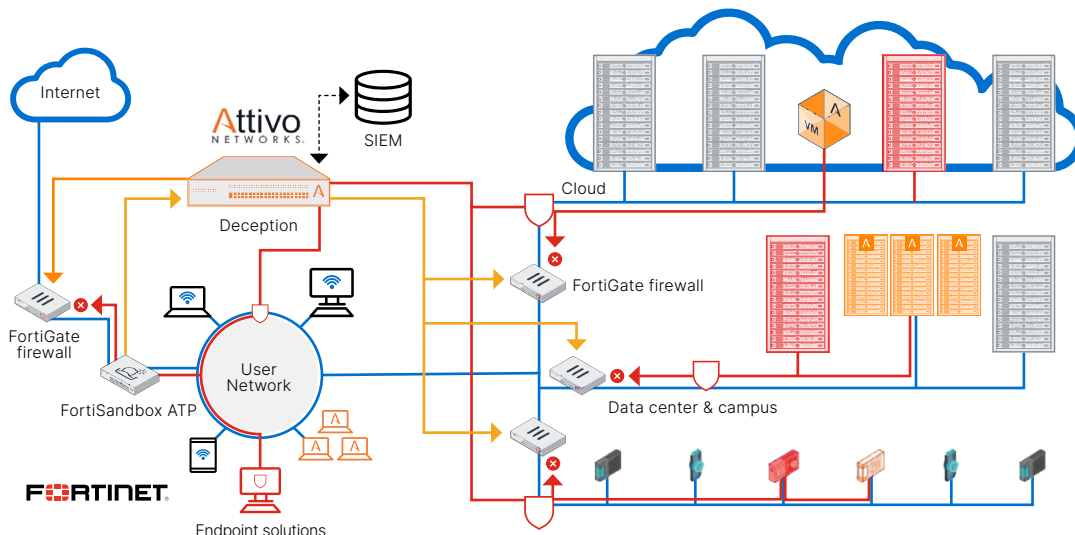 Internet
Attivo
NETWORKS.
SIEM
Deception
Cloud
VM
A
A
FortiGate firewall
A
A
A
FortiGate
firewall
User
Network
FortiSandbox ATP
Data center & campus
A
A
A
FORTINET
Endpoint solutions